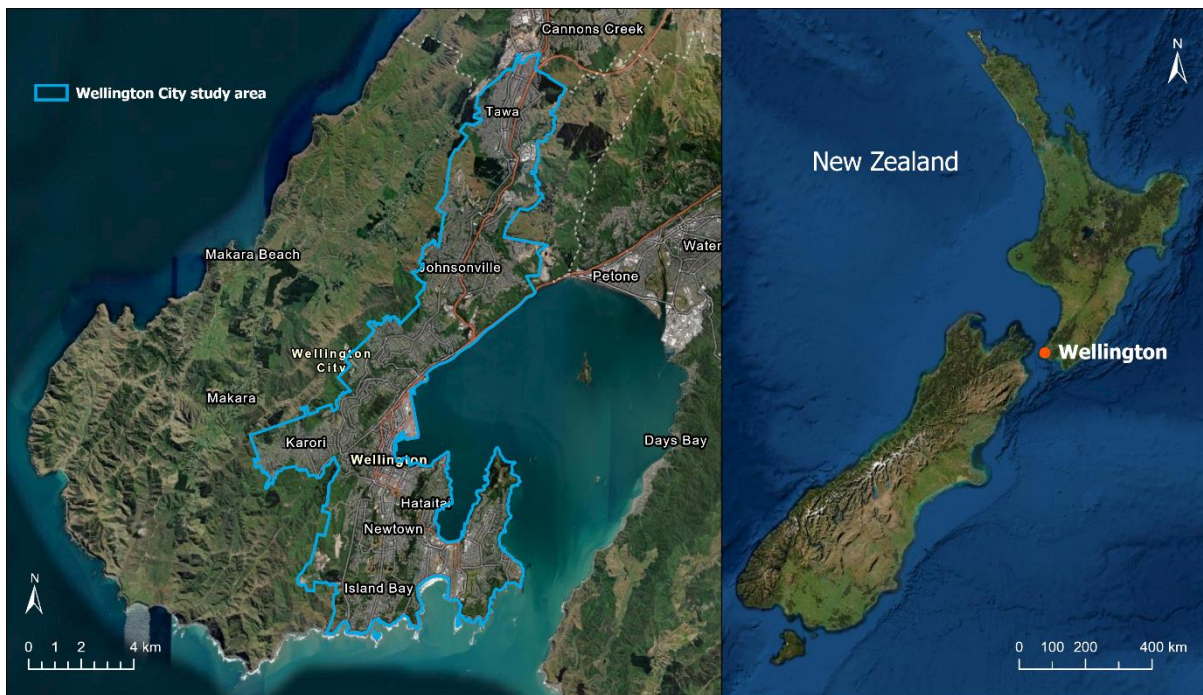 Cannons Creek
Wellington City study area
Tawa
Makara Beach
Johnsonville
Water
Petone
Wellington
City
Makara
Karori
Days Bay
Wellington
Hataitai
Newtown
Island Bay
N
0 1 2 4 km
N
New Zealand
Wellington
0 100 200 400 km